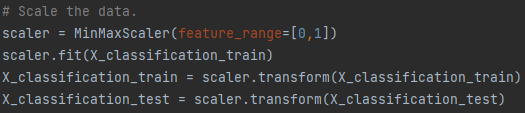 # Scale the data.
scaler = MinMaxScaler(feature_range=[0,1])
scaler.fit(X_classification_train)
X_classification_train = scaler.transform(X_classification_train)
X_classification_test = scaler.transform(X_classification_test)